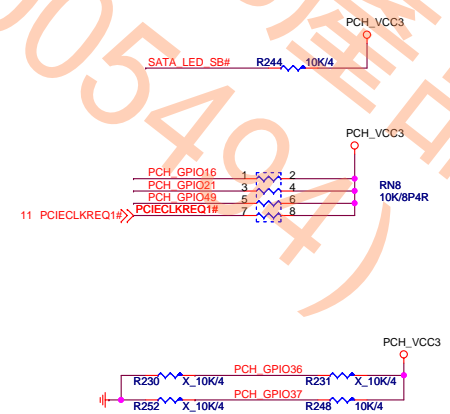 PCH_VCC3
SATA_LED_SB# R244 10K/4
PCH_VCC3
PCH_GPIO16 1 2
PCH_GPIO21 3 4
PCH_GPIO49 5 6
11 PCIECLKREQ1# PCIECLKREQ1# 7 8
RN8
10K/8P4R
PCH_VCC3
PCH_GPIO36
R230 X_10K/4 R231 X_10K/4
PCH_GPIO37
R252 X_10K/4 R248 10K/4